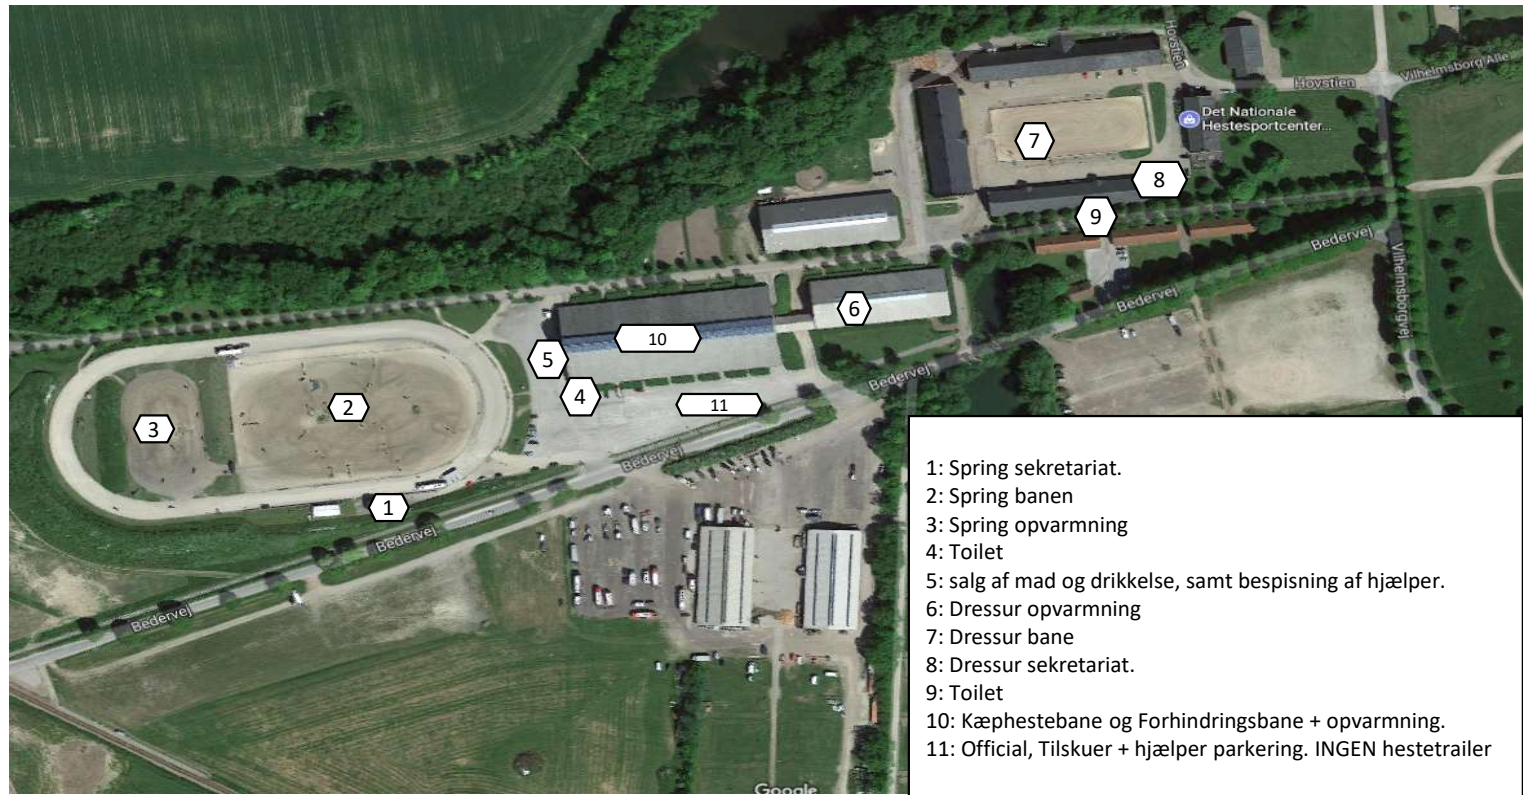 Hovstien
Hovstien
Vilhelmsborg Alle
Det Nationale
Hestesportcenter...
7
8
9
Bedervej
Bedervej
Vilhelmsborgvej
6
10
5
4
11
Bedervej
2
3
Bedervej
1
Bedervej
Bedervej
Google
1: Spring sekretariat.
2: Spring banen
3: Spring opvarmning
4: Toilet
5: salg af mad og drikkelse, samt bespisning af hjælper.
6: Dressur opvarmning
7: Dressur bane
8: Dressur sekretariat.
9: Toilet
10: Kæphestebane og Forhindringsbane + opvarmning.
11: Official, Tilskuer + hjælper parkering. INGEN hestetrailer